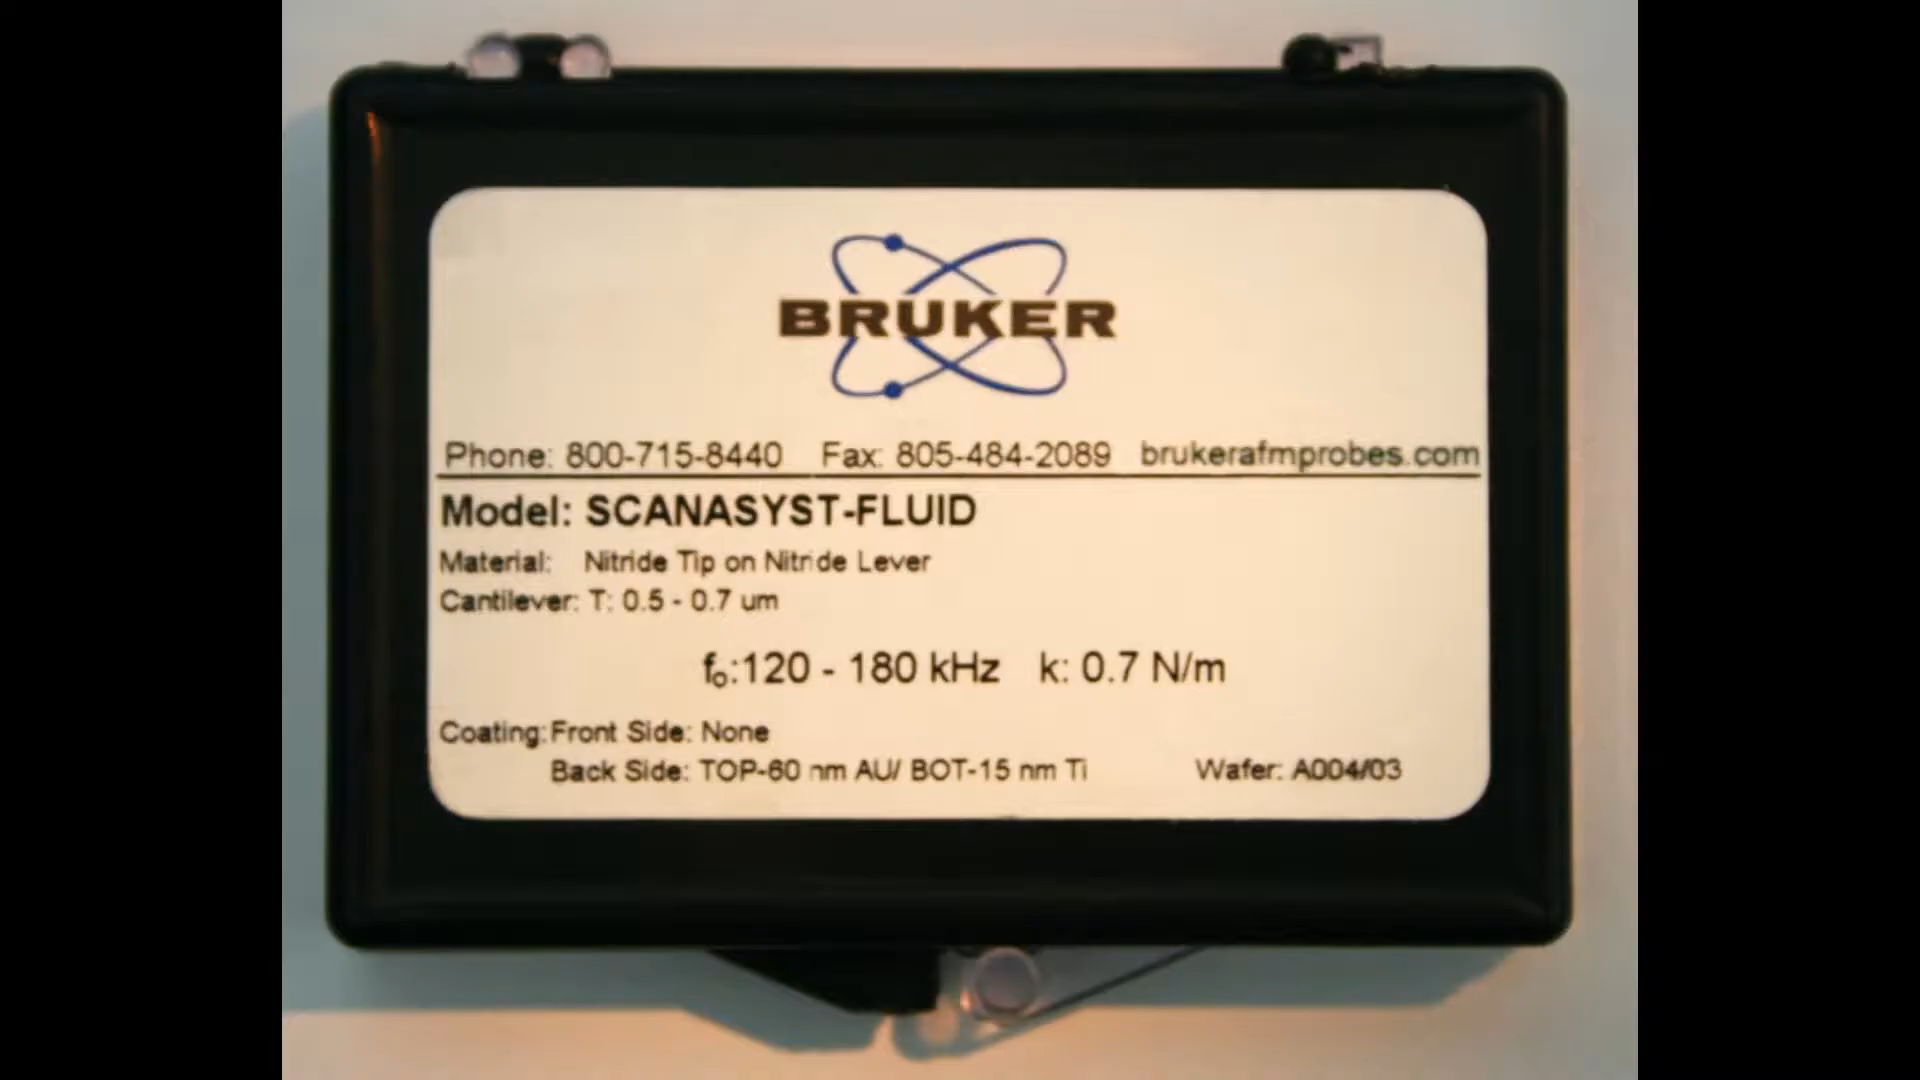 BRUKER
Phone: 800-715-8440 Fax: 805-484-2089 brukerafmprobes.com
Model: SCANASYST-FLUID
Material: Nitride Tip on Nitride Lever
Cantilever: T: 0.5 - 0.7 um
fo:120 - 180 kHz k: 0.7 N/m
Coating: Front Side: None
Back Side: TOP-60 nm AU/ BOT-15 nm Ti Wafer: A004/03